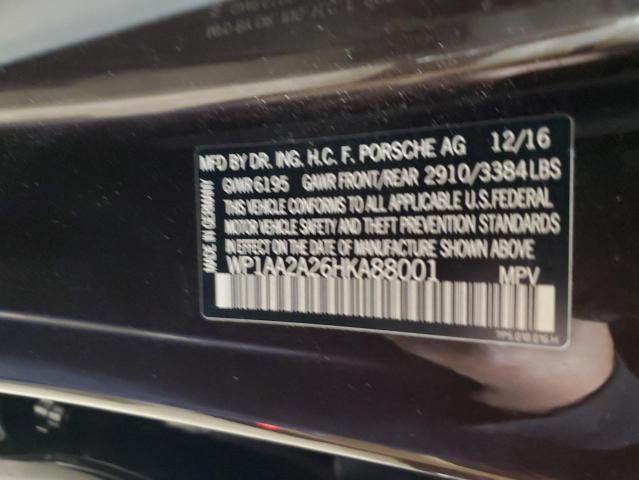 MFD BY DR. ING. H.C. F. PORSCHE AG 12/16
GVWR 6195 GAWR FRONT/REAR 2910/3384 LBS
THIS VEHICLE CONFORMS TO ALL APPLICABLE U.S. FEDERAL
MOTOR VEHICLE SAFETY AND THEFT PREVENTION STANDARDS
IN EFFECT ON THE DATE OF MANUFACTURE SHOWN ABOVE.
WP1AA2A26HKA88001 MPV
MADE IN GERMANY